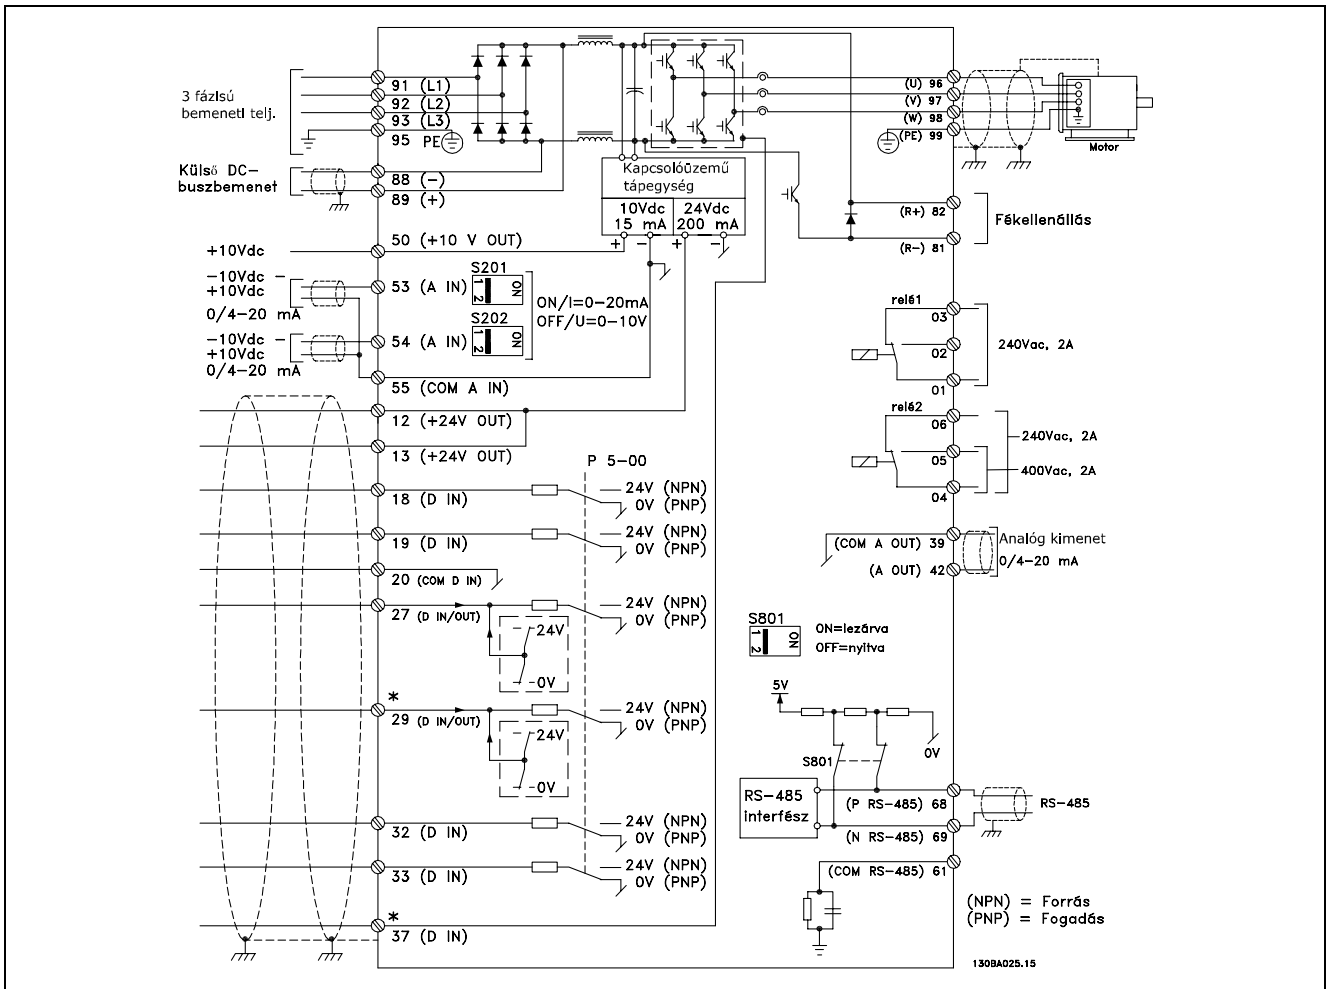 3 fázisú
bemeneti telj.
91 (L1)
92 (L2)
93 (L3)
95 PE
Külső DC-
buszbemenet
88 (-)
89 (+)
+10Vdc
50 (+10 V OUT)
-10Vdc -
+10Vdc
0/4-20 mA
53 (A IN)
-10Vdc -
+10Vdc
0/4-20 mA
54 (A IN)
55 (COM A IN)
S201
1 2
ON
S202
1 2
ON
ON/I=0-20mA
OFF/U=0-10V
Kapcsolóüzemű
tápegység
10Vdc
15 mA
24Vdc
200 mA
+ - + -
12 (+24V OUT)
13 (+24V OUT)
P 5-00
18 (D IN)
24V (NPN)
0V (PNP)
19 (D IN)
24V (NPN)
0V (PNP)
20 (COM D IN)
27 (D IN/OUT)
24V (NPN)
0V (PNP)
24V
0V
*
29 (D IN/OUT)
24V (NPN)
0V (PNP)
24V
0V
32 (D IN)
24V (NPN)
0V (PNP)
33 (D IN)
24V (NPN)
0V (PNP)
*
37 (D IN)
(U) 96
(V) 97
(W) 98
(PE) 99
Motor
(R+) 82
(R-) 81
Fékellenállás
relé1
03
02
01
240Vac, 2A
relé2
06
05
04
240Vac, 2A
400Vac, 2A
(COM A OUT) 39
(A OUT) 42
Analóg kimenet
0/4-20 mA
S801
1 2
ON
ON=lezárva
OFF=nyitva
5V
0V
S801
RS-485
interfész
(P RS-485) 68
(N RS-485) 69
RS-485
(COM RS-485) 61
(NPN) = Forrás
(PNP) = Fogadás
130BA025.15